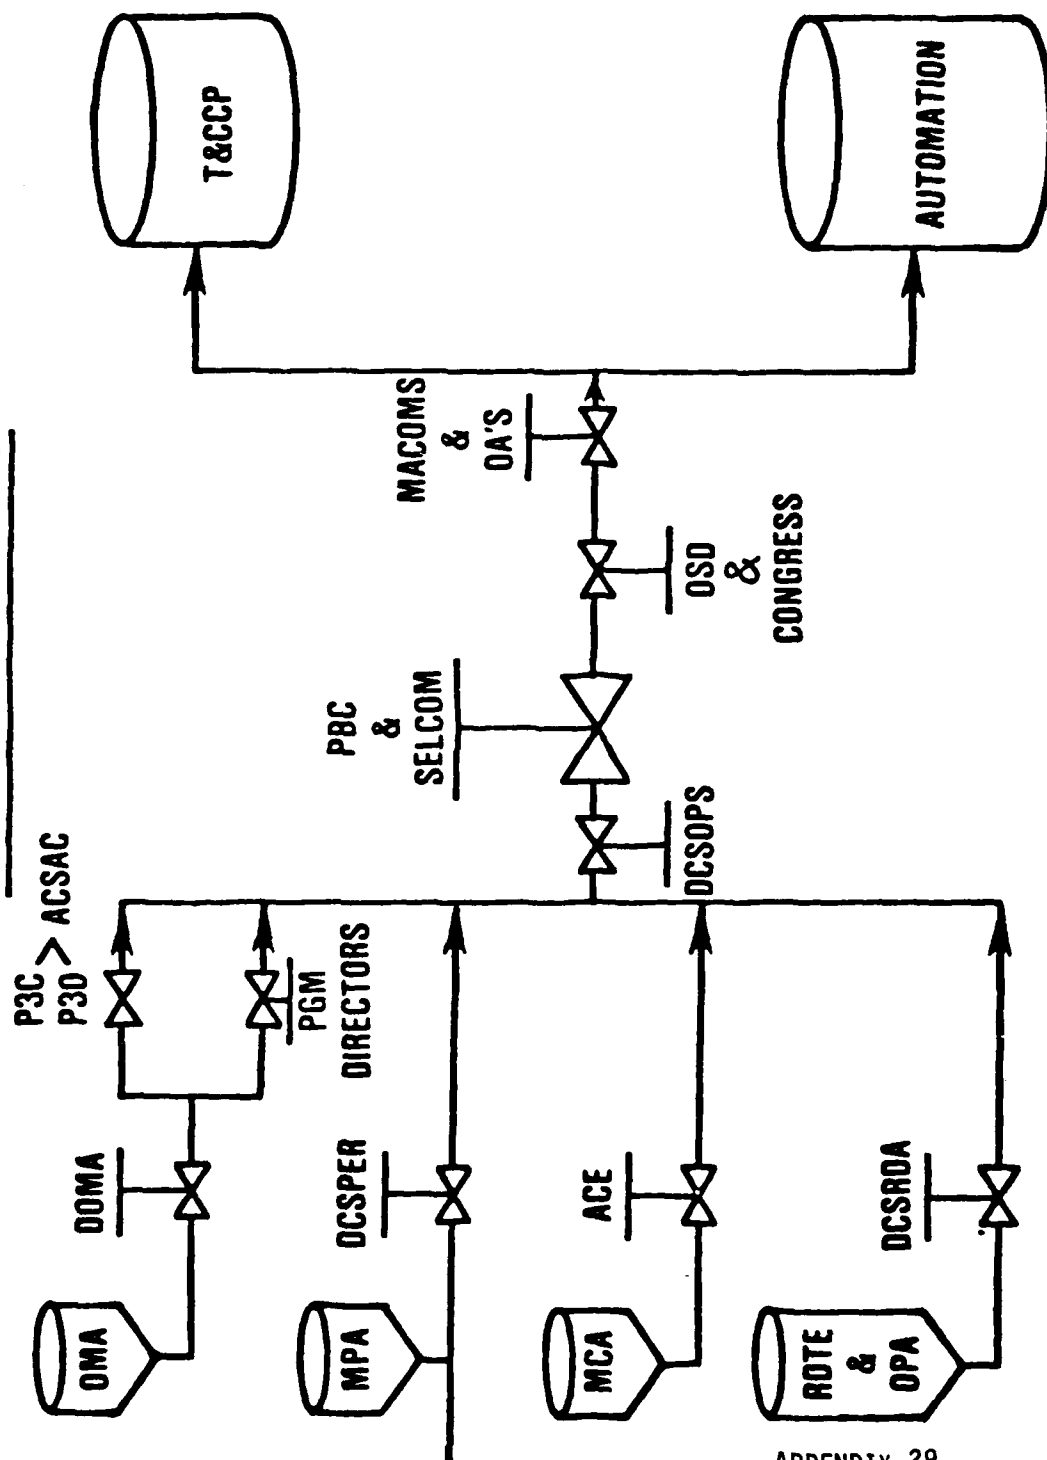 P3C
P3O
> ACSAC
T&CCP
DOMA
OMA
PGM
DIRECTORS
DCSPER
MPA
PBC
&
SELCOM
MACOMS
&
OA'S
DCSOPS
OSD
&
CONGRESS
ACE
MCA
DCSRDA
RDTE
&
OPA
AUTOMATION
APPENDIX 29